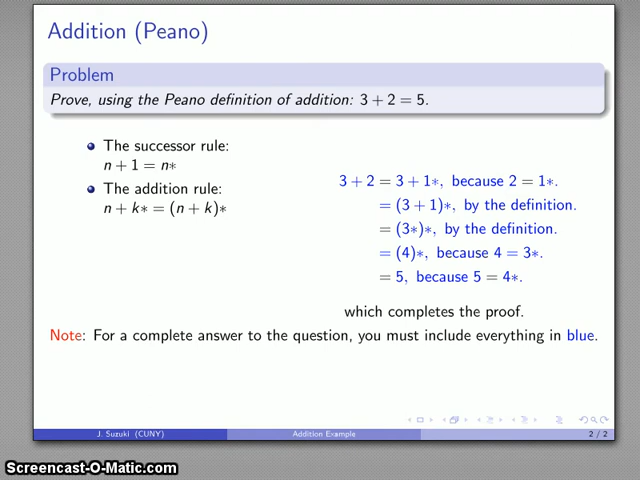 Addition (Peano)
Problem
Prove, using the Peano definition of addition: 3 + 2 = 5.
The successor rule:
n + 1 = n∗
The addition rule:
n + k∗ = (n + k)∗
3 + 2 = 3 + 1∗, because 2 = 1∗.
= (3 + 1)∗, by the definition.
= (3∗)∗, by the definition.
= (4)∗, because 4 = 3∗.
= 5, because 5 = 4∗.
which completes the proof.
Note: For a complete answer to the question, you must include everything in blue.
J. Suzuki (CUNY)
Addition Example
2 / 2
Screencast-O-Matic.com